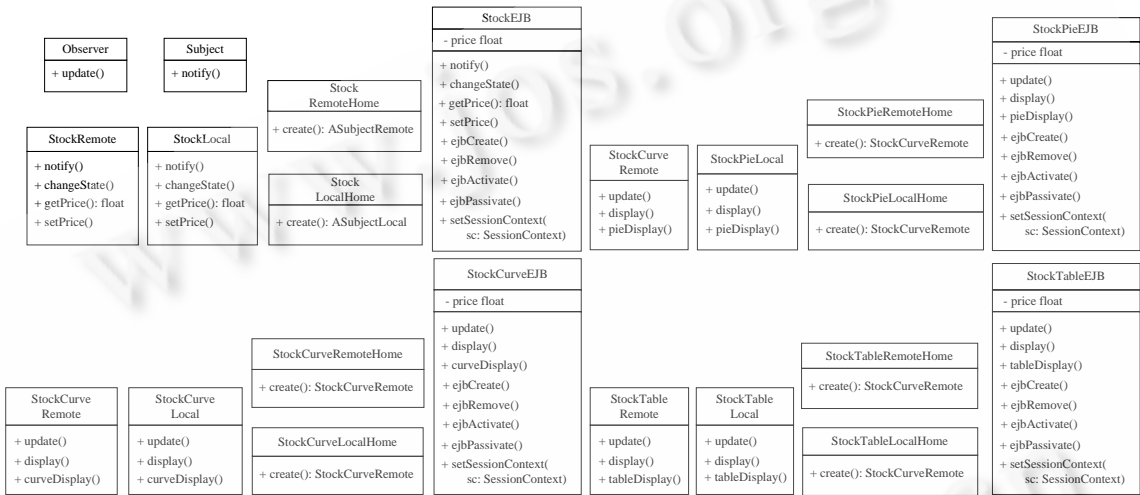 Observer
+ update()
Subject
+ notify()
StockRemote
+ notify()
+ changeState()
+ getPrice(): float
+ setPrice()
StockLocal
+ notify()
+ changeState()
+ getPrice(): float
+ setPrice()
Stock
RemoteHome
+ create(): ASubjectRemote
Stock
LocalHome
+ create(): ASubjectLocal
StockEJB
- price float
+ notify()
+ changeState()
+ getPrice(): float
+ setPrice()
+ ejbCreate()
+ ejbRemove()
+ ejbActivate()
+ ejbPassivate()
+ setSessionContext(
sc: SessionContext)
StockCurve
Remote
+ update()
+ display()
+ pieDisplay()
StockPieLocal
+ update()
+ display()
+ pieDisplay()
StockPieRemoteHome
+ create(): StockCurveRemote
StockPieLocalHome
+ create(): StockCurveRemote
StockPieEJB
- price float
+ update()
+ display()
+ pieDisplay()
+ ejbCreate()
+ ejbRemove()
+ ejbActivate()
+ ejbPassivate()
+ setSessionContext(
sc: SessionContext)
StockCurve
Remote
+ update()
+ display()
+ curveDisplay()
StockCurve
Local
+ update()
+ display()
+ curveDisplay()
StockCurveRemoteHome
+ create(): StockCurveRemote
StockCurveLocalHome
+ create(): StockCurveRemote
StockCurveEJB
- price float
+ update()
+ display()
+ curveDisplay()
+ ejbCreate()
+ ejbRemove()
+ ejbActivate()
+ ejbPassivate()
+ setSessionContext(
sc: SessionContext)
StockTable
Remote
+ update()
+ display()
+ tableDisplay()
StockTable
Local
+ update()
+ display()
+ tableDisplay()
StockTableRemoteHome
+ create(): StockCurveRemote
StockTableLocalHome
+ create(): StockCurveRemote
StockTableEJB
- price float
+ update()
+ display()
+ tableDisplay()
+ ejbCreate()
+ ejbRemove()
+ ejbActivate()
+ ejbPassivate()
+ setSessionContext(
sc: SessionContext)
www.jos.org